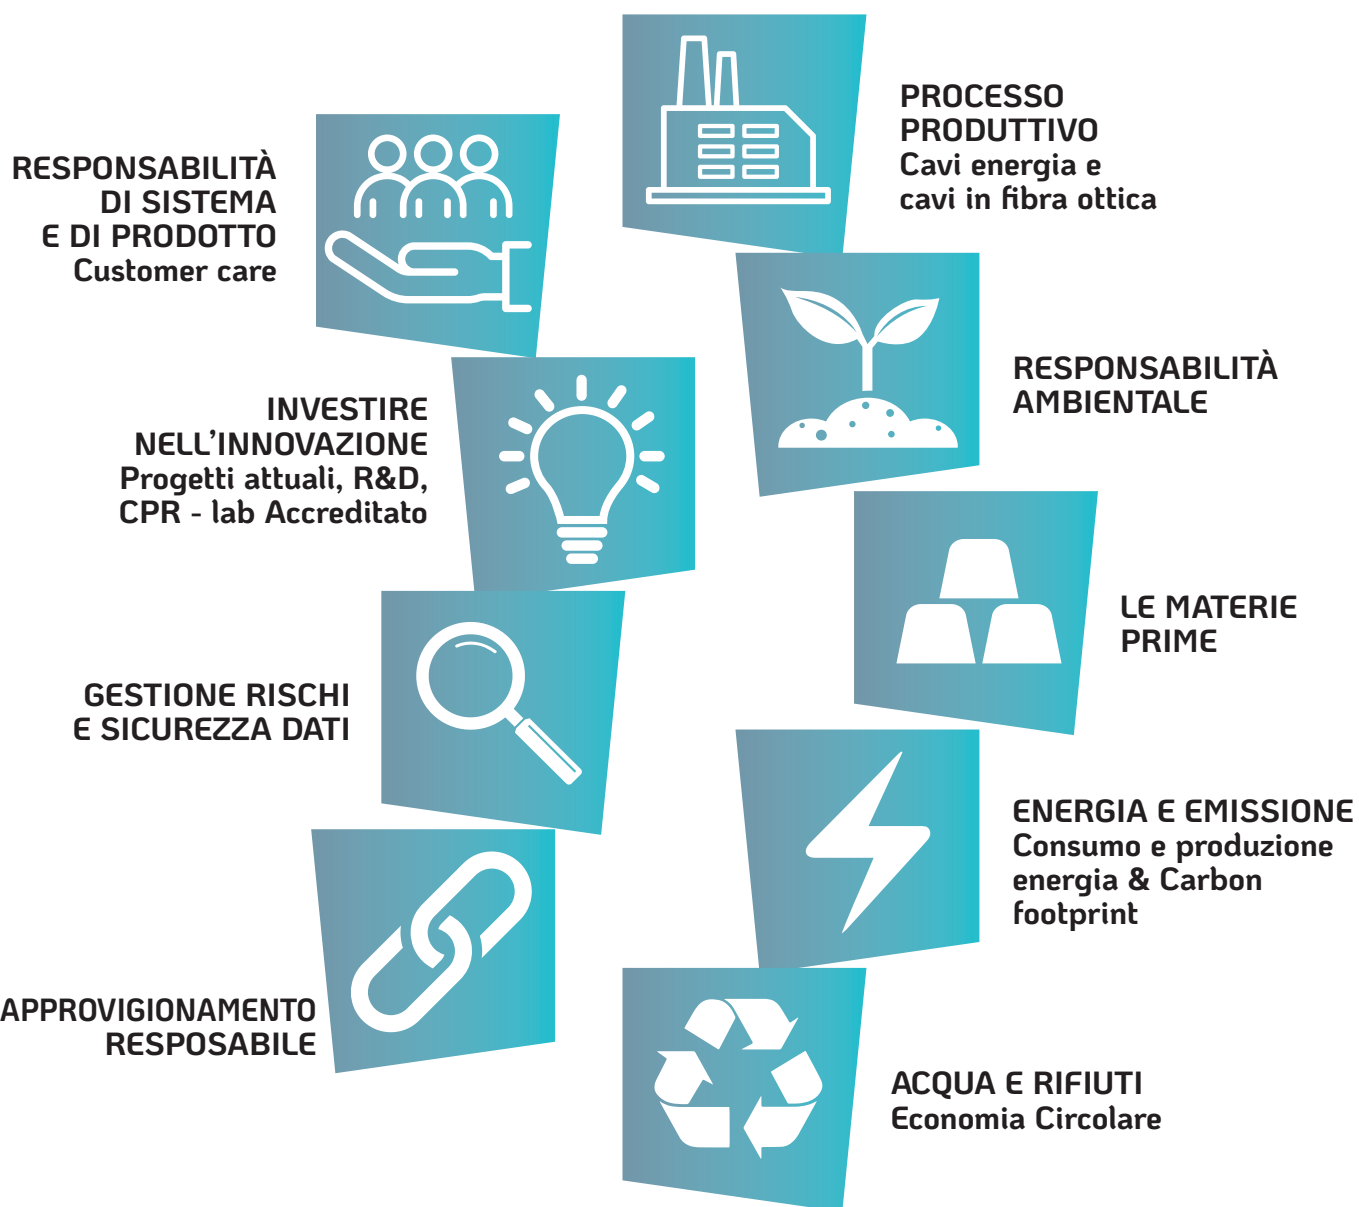 RESPONSABILITÀ
DI SISTEMA
E DI PRODOTTO
Customer care
INVESTIRE
NELL'INNOVAZIONE
Progetti attuali, R&D,
CPR - lab Accreditato
GESTIONE RISCHI
E SICUREZZA DATI
APPROVIGIONAMENTO
RESPOSABILE
PROCESSO
PRODUTTIVO
Cavi energia e
cavi in fibra ottica
RESPONSABILITÀ
AMBIENTALE
LE MATERIE
PRIME
ENERGIA E EMISSIONE
Consumo e produzione
energia & Carbon
footprint
ACQUA E RIFIUTI
Economia Circolare